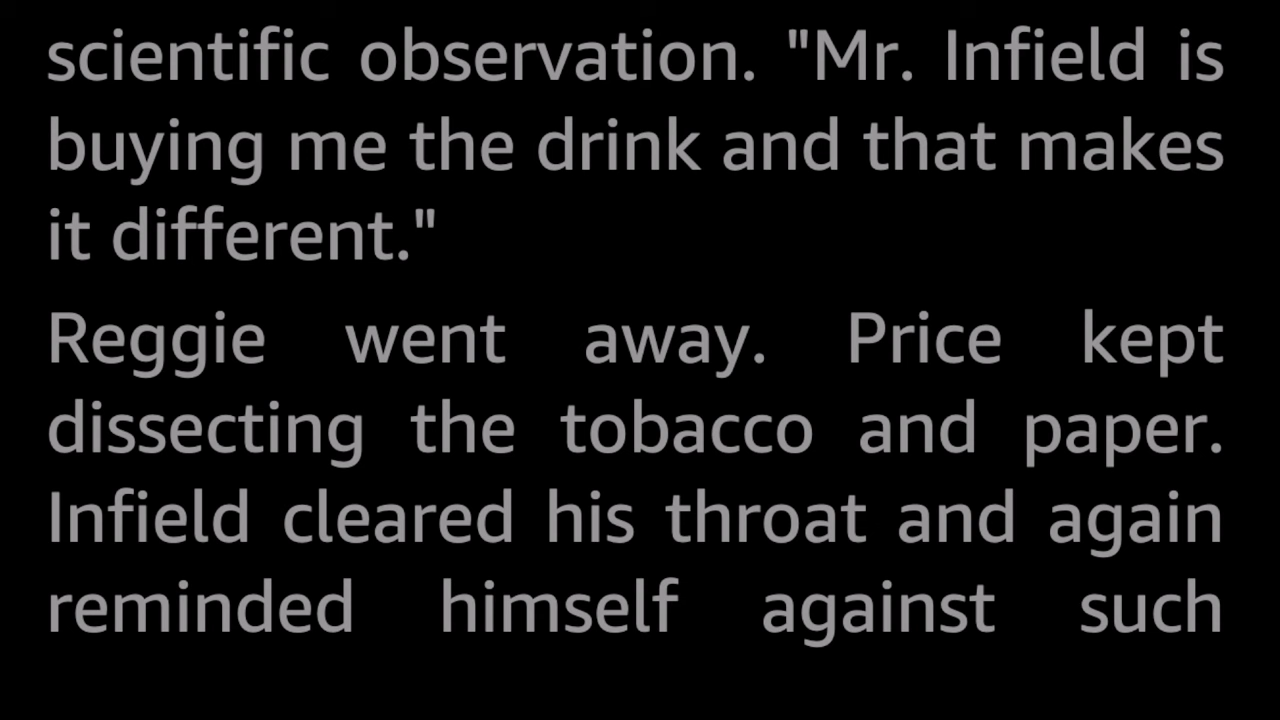 scientific observation. "Mr. Infield is
buying me the drink and that makes
it different."
Reggie went away. Price kept
dissecting the tobacco and paper.
Infield cleared his throat and again
reminded himself against such